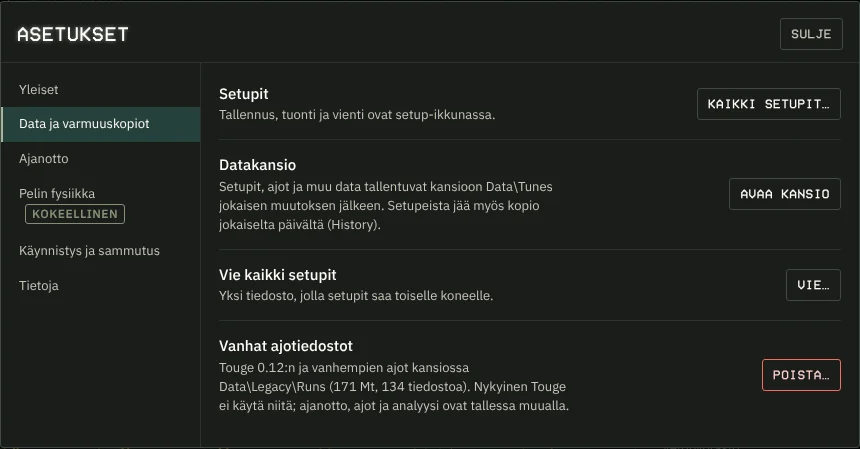 ASETUKSET
SULJE
Yleiset
Data ja varmuuskopiot
Ajanotto
Pelin fysiikka
KOKEELLINEN
Käynnistys ja sammutus
Tietoja
Setupit
Tallennus, tuonti ja vienti ovat setup-ikkunassa.
KAIKKI SETUPIT…
Datakansio
Setupit, ajot ja muu data tallentuvat kansioon Data\Tunes
jokaisen muutoksen jälkeen. Setupeista jää myös kopio
jokaiselta päivältä (History).
AVAA KANSIO
Vie kaikki setupit
Yksi tiedosto, jolla setupit saa toiselle koneelle.
VIE…
Vanhat ajotiedostot
Touge 0.12:n ja vanhempien ajot kansiossa
Data\Legacy\Runs (171 Mt, 134 tiedostoa). Nykyinen Touge
ei käytä niitä; ajanotto, ajot ja analyysi ovat tallessa muualla.
POISTA…